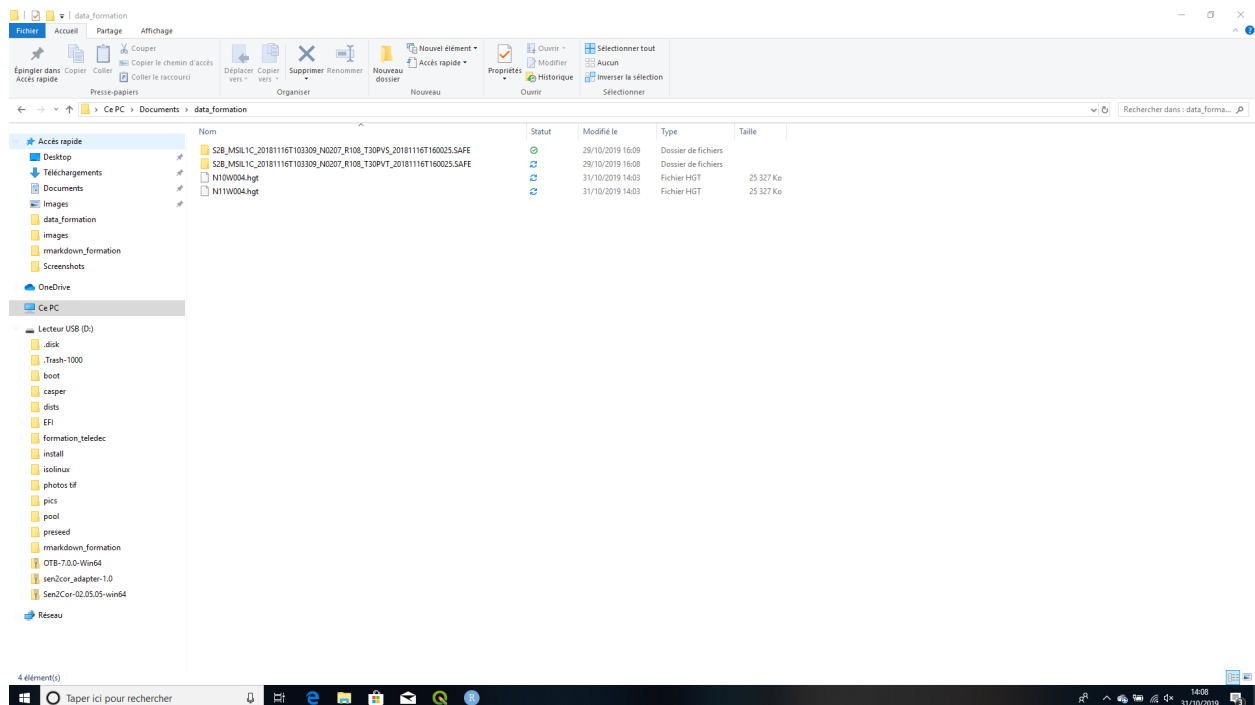 data_formation
Fichier Accueil Partage Affichage
Épingler dans Accès rapide
Copier
Coller
Couper
Copier le chemin d'accès
Coller le raccourci
Presse-papiers
Déplacer vers
Copier vers
Supprimer
Renommer
Organiser
Nouveau dossier
Nouvel élément
Accès rapide
Nouveau
Propriétés
Ouvrir
Modifier
Historique
Ouvrir
Sélectionner tout
Aucun
Inverser la sélection
Sélectionner
Ce PC > Documents > data_formation
Rechercher dans : data_forma...
Nom Statut Modifié le Type Taille
S2B_MSIL1C_20181116T103309_N0207_R108_T30PVS_20181116T160025.SAFE 29/10/2019 16:09 Dossier de fichiers
S2B_MSIL1C_20181116T103309_N0207_R108_T30PVT_20181116T160025.SAFE 29/10/2019 16:08 Dossier de fichiers
N10W004.hgt 31/10/2019 14:03 Fichier HGT 25 327 Ko
N11W004.hgt 31/10/2019 14:03 Fichier HGT 25 327 Ko
Accès rapide
Desktop
Téléchargements
Documents
Images
data_formation
images
rmarkdown_formation
Screenshots
OneDrive
Ce PC
Lecteur USB (D:)
.disk
.Trash-1000
boot
casper
dists
EFI
formation_teledec
install
isolinux
photos tif
pics
pool
preseed
rmarkdown_formation
OTB-7.0.0-Win64
sen2cor_adapter-1.0
Sen2Cor-02.05.05-win64
Réseau
4 élément(s)
Taper ici pour rechercher
14:08
31/10/2019